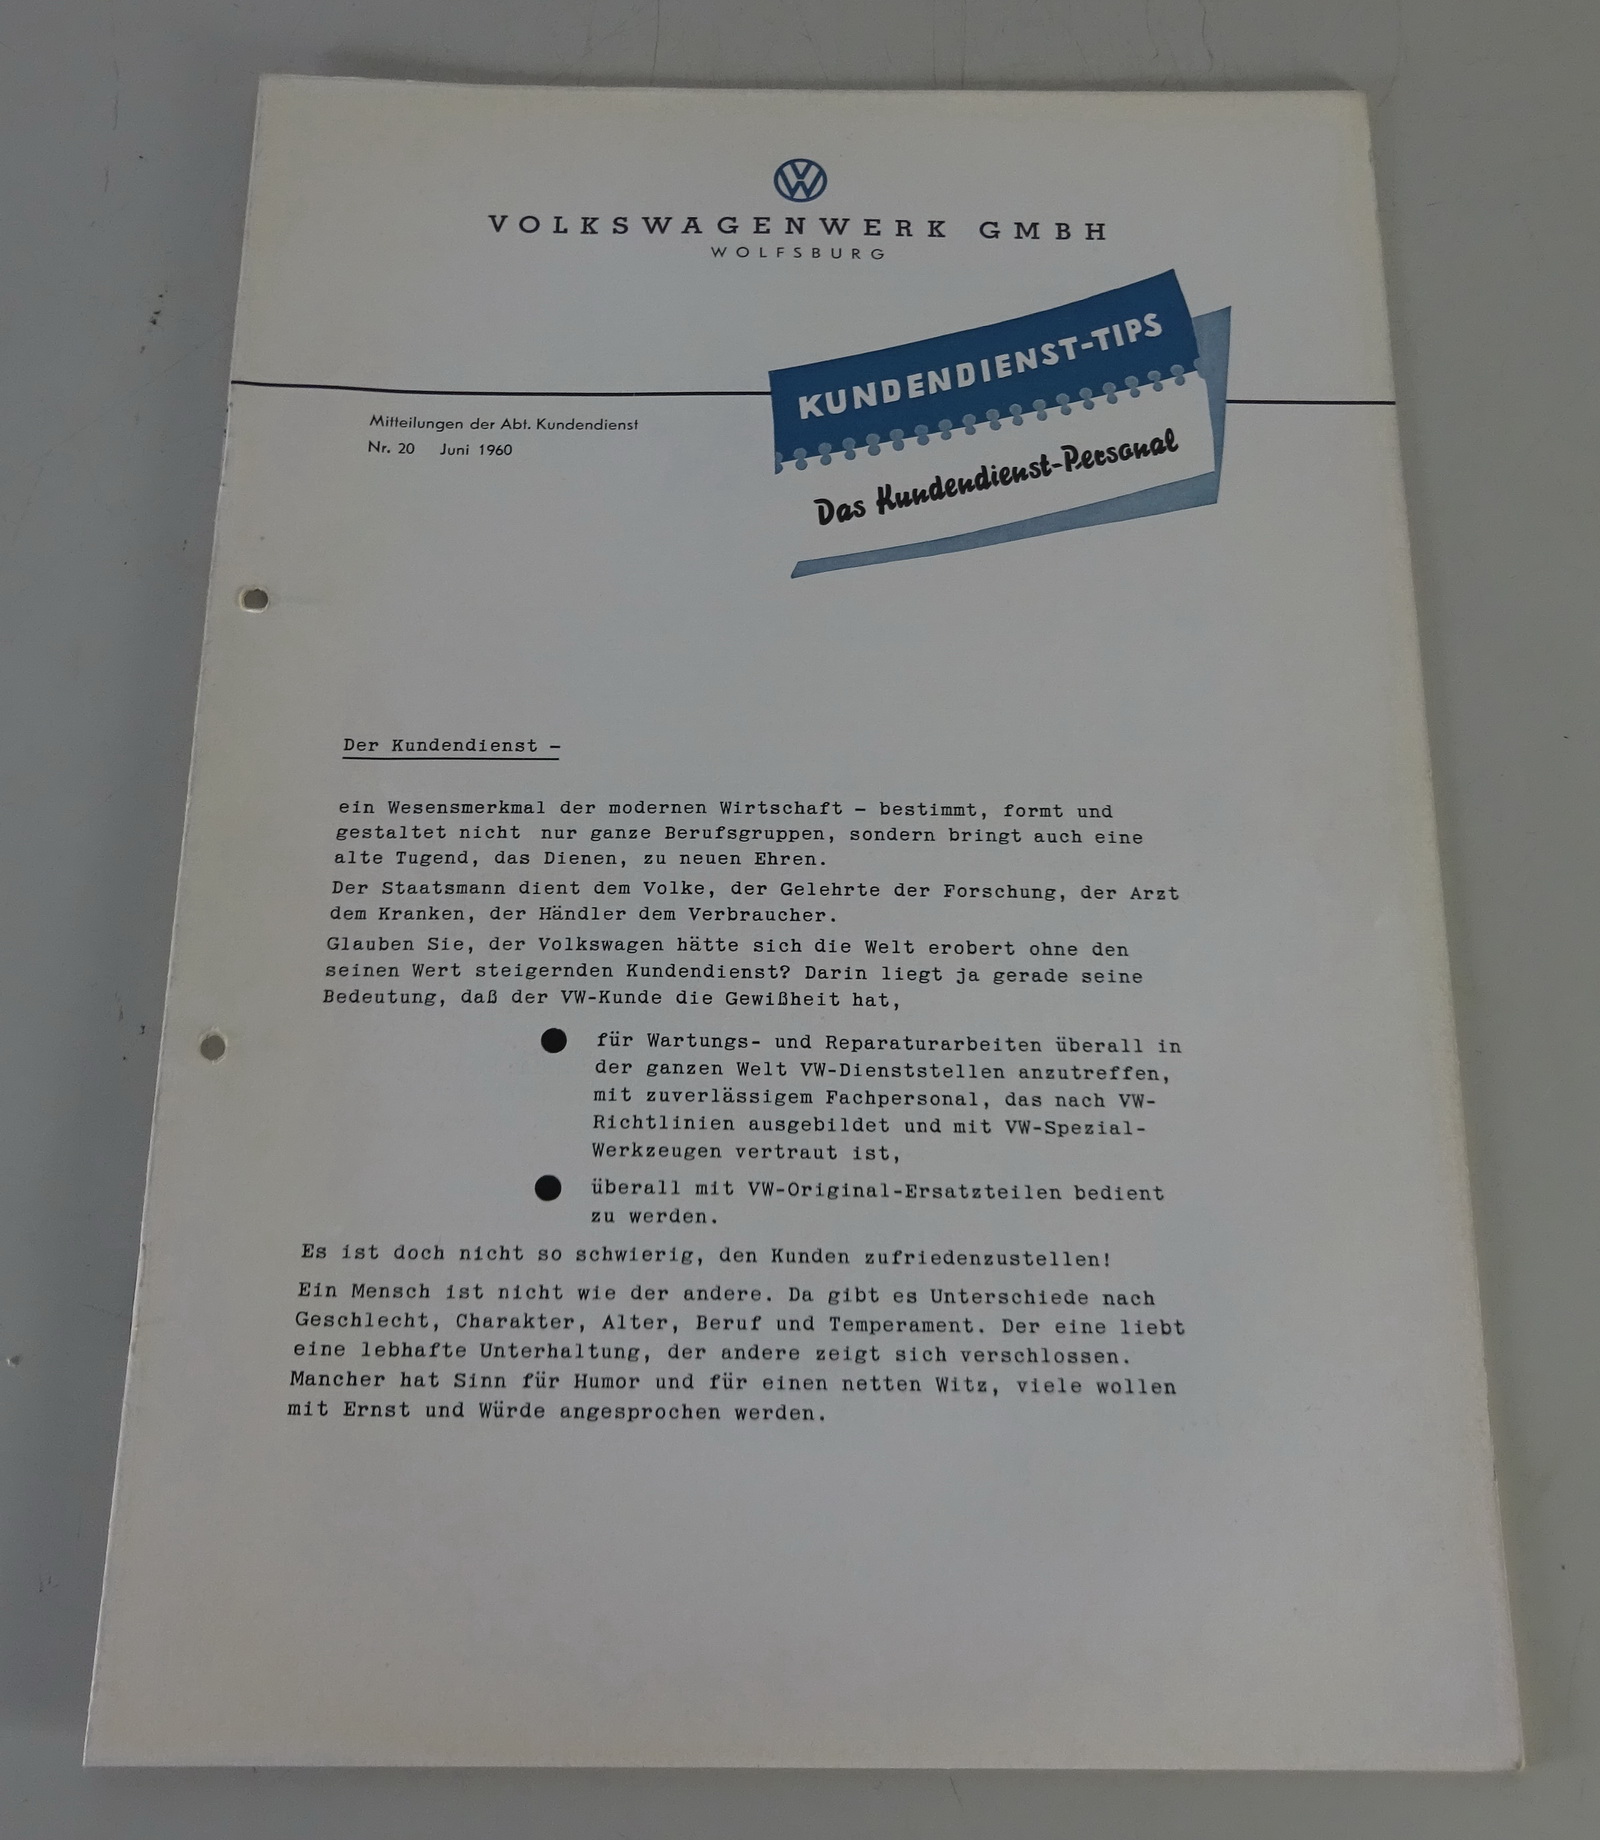 VW
VOLKSWAGENWERK GMBH
WOLFSBURG
KUNDENDIENST-TIPS
Das Kundendienst-Personal
Mitteilungen der Abt. Kundendienst
Nr. 20 Juni 1960
Der Kundendienst –
ein Wesensmerkmal der modernen Wirtschaft – bestimmt, formt und
gestaltet nicht nur ganze Berufsgruppen, sondern bringt auch eine
alte Tugend, das Dienen, zu neuen Ehren.
Der Staatsmann dient dem Volke, der Gelehrte der Forschung, der Arzt
dem Kranken, der Händler dem Verbraucher.
Glauben Sie, der Volkswagen hätte sich die Welt erobert ohne den
seinen Wert steigernden Kundendienst? Darin liegt ja gerade seine
Bedeutung, daß der VW-Kunde die Gewißheit hat,
● für Wartungs- und Reparaturarbeiten überall in
der ganzen Welt VW-Dienststellen anzutreffen,
mit zuverlässigem Fachpersonal, das nach VW-
Richtlinien ausgebildet und mit VW-Spezial-
Werkzeugen vertraut ist,
● überall mit VW-Original-Ersatzteilen bedient
zu werden.
Es ist doch nicht so schwierig, den Kunden zufriedenzustellen!
Ein Mensch ist nicht wie der andere. Da gibt es Unterschiede nach
Geschlecht, Charakter, Alter, Beruf und Temperament. Der eine liebt
eine lebhafte Unterhaltung, der andere zeigt sich verschlossen.
Mancher hat Sinn für Humor und für einen netten Witz, viele wollen
mit Ernst und Würde angesprochen werden.